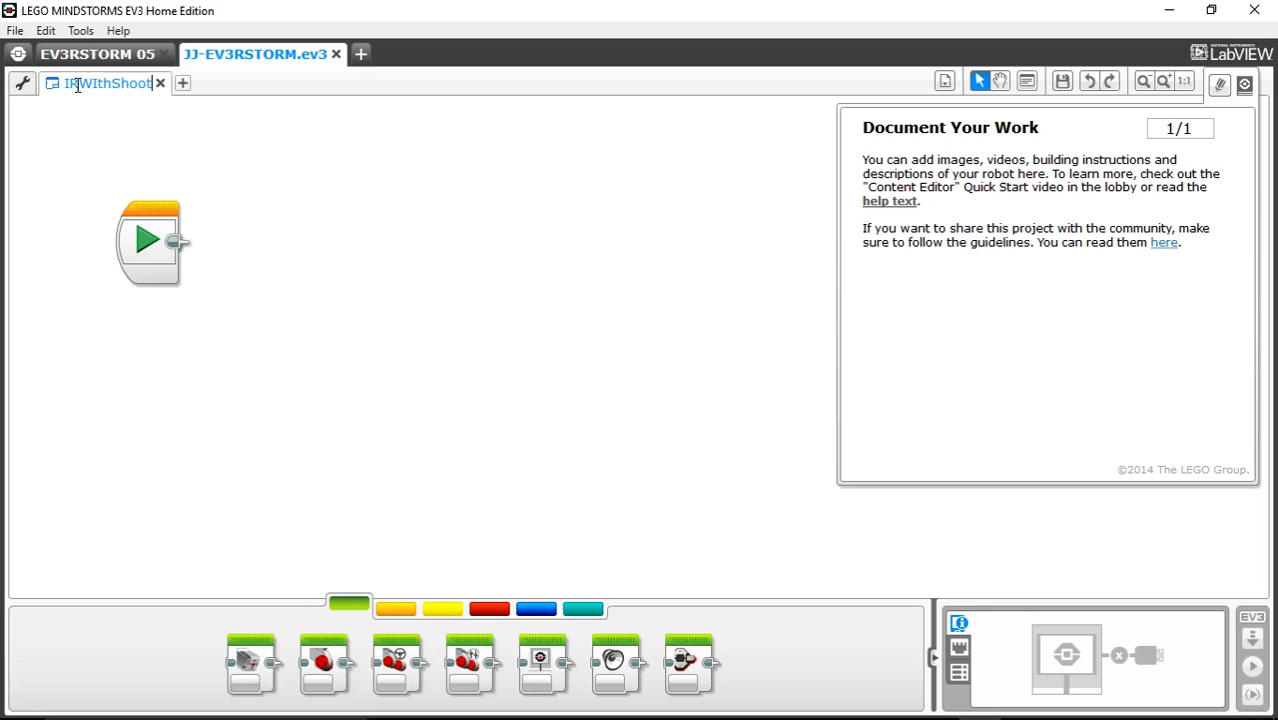 LEGO MINDSTORMS EV3 Home Edition
File Edit Tools Help
EV3RSTORM 05 JJ-EV3RSTORM.ev3
NATIONAL INSTRUMENTS
LabVIEW
IRWIthShoot
1:1
Document Your Work 1/1
You can add images, videos, building instructions and
descriptions of your robot here. To learn more, check out the
"Content Editor" Quick Start video in the lobby or read the
help text.
If you want to share this project with the community, make
sure to follow the guidelines. You can read them here.
©2014 The LEGO Group.
EV3